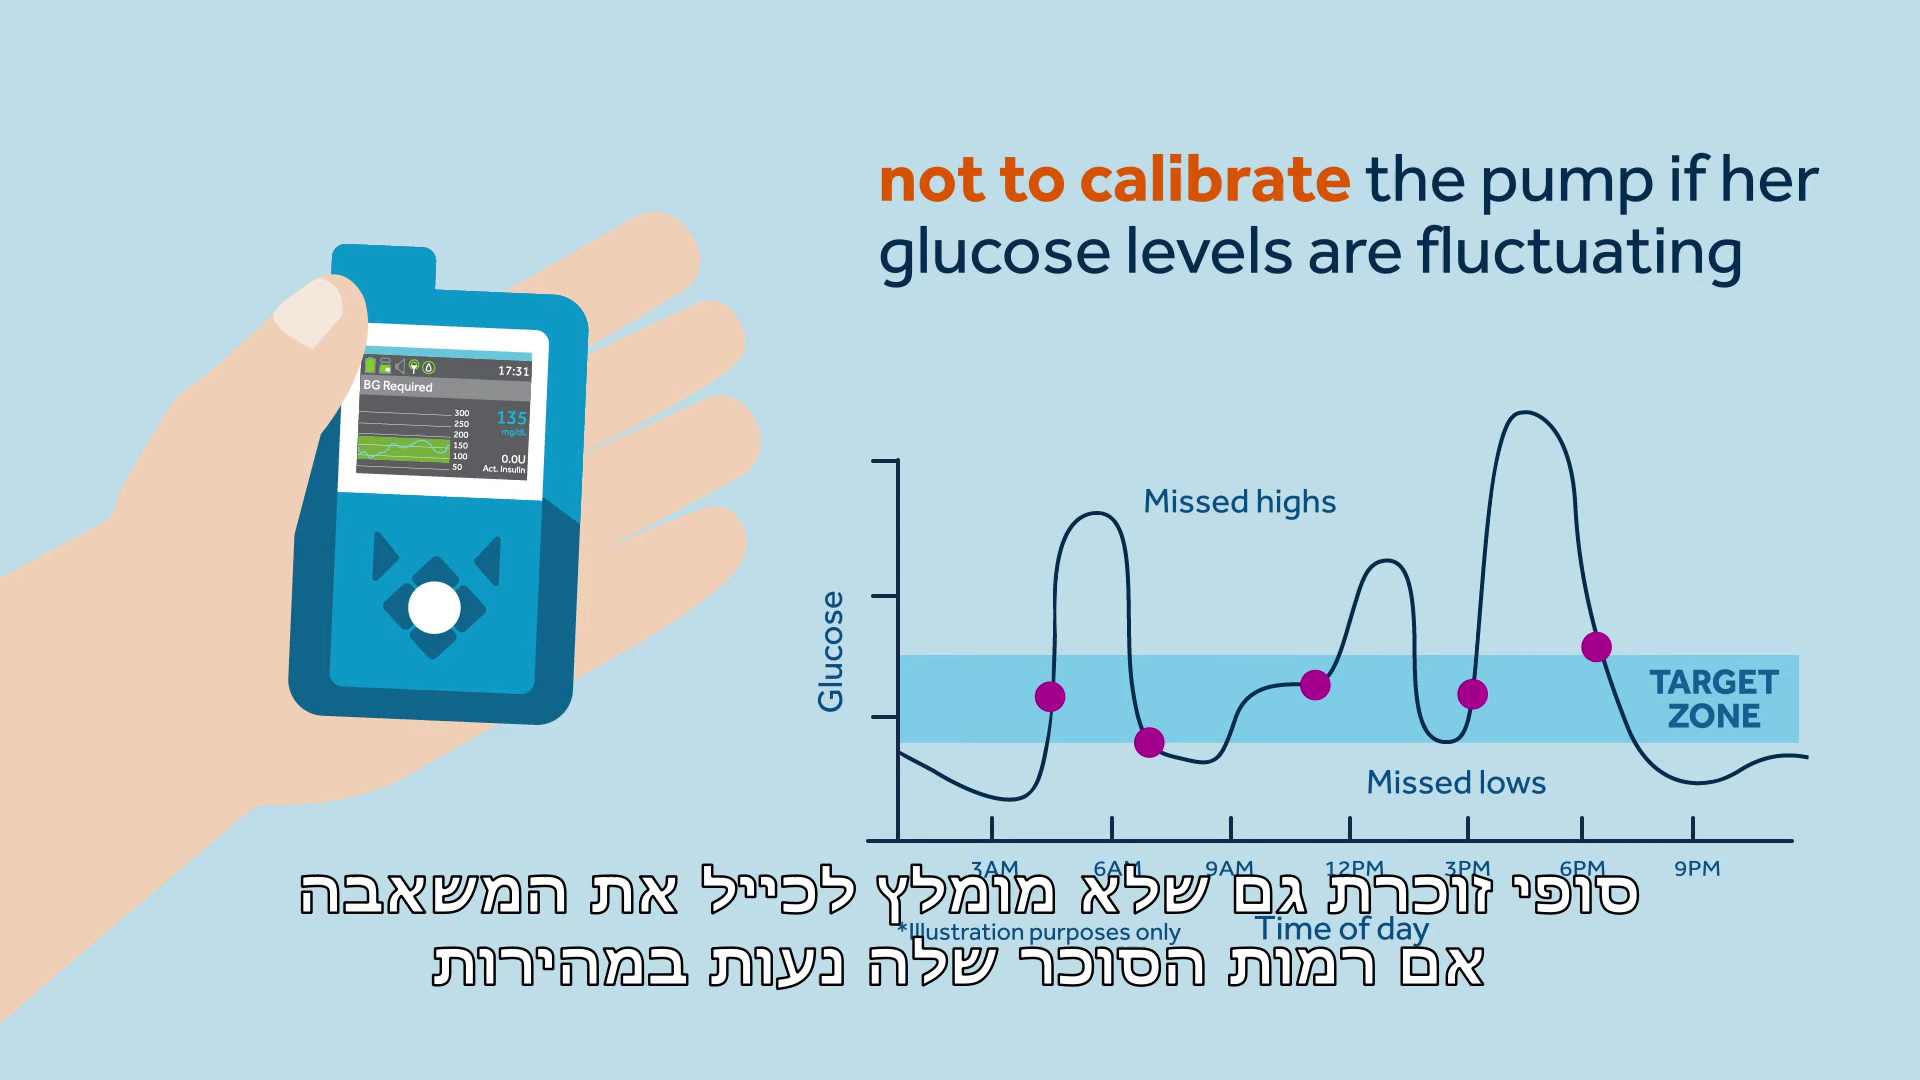 not to calibrate the pump if her
glucose levels are fluctuating
17:31
BG Required
300
250
200
150
100
50
135
mg/dL
0.0U
Act. Insulin
Missed highs
Glucose
TARGET
ZONE
Missed lows
3AM 6AM 9AM 12PM 3PM 6PM 9PM
*Illustration purposes only
Time of day
סופי זוכרת גם שלא מומלץ לכייל את המשאבה
אם רמות הסוכר שלה נעות במהירות